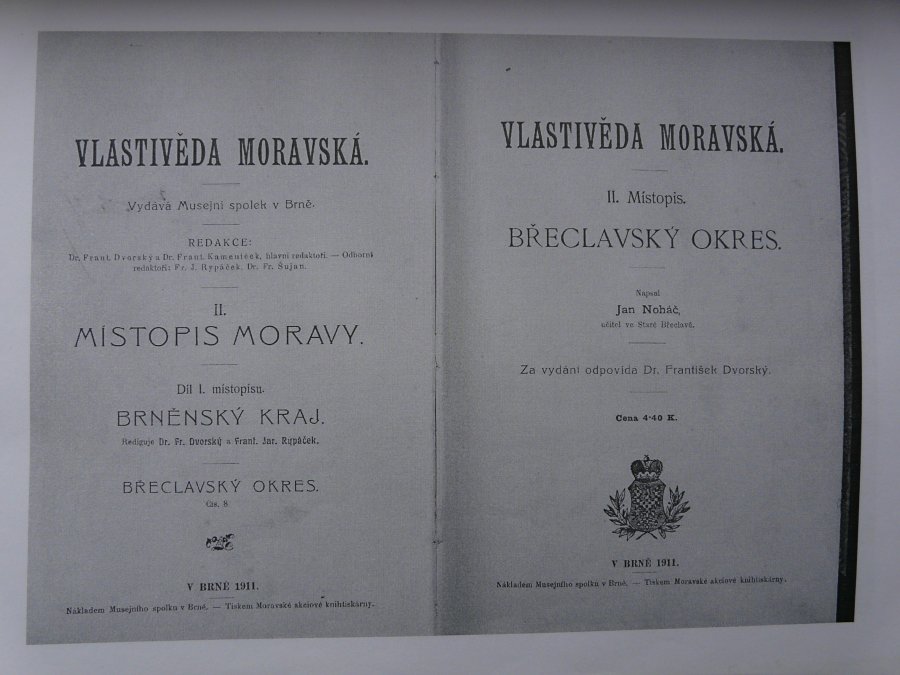 VLASTIVĚDA MORAVSKÁ.
Vydává Musejní spolek v Brně.
REDAKCE:
Dr. Frant. Dvorský a Dr. Frant. Kameníček, hlavní redaktoři. — Odborní
redaktoři: Fr. J. Rypáček, Dr. Fr. Šujan.
II.
MÍSTOPIS MORAVY.
Díl I. místopisu.
BRNĚNSKÝ KRAJ.
Rediguje Dr. Fr. Dvorský a Frant. Jar. Rypáček.
BŘECLAVSKÝ OKRES.
Čís. 8.
V BRNĚ 1911.
Nákladem Musejního spolku v Brně. — Tiskem Moravské akciové knihtiskárny.
VLASTIVĚDA MORAVSKÁ.
II. Místopis.
BŘECLAVSKÝ OKRES.
Napsal
Jan Noháč,
učitel ve Staré Břeclavě.
Za vydání odpovídá Dr. František Dvorský.
Cena 4·40 K.
V BRNĚ 1911.
Nákladem Musejního spolku v Brně. — Tiskem Moravské akciové knihtiskárny.